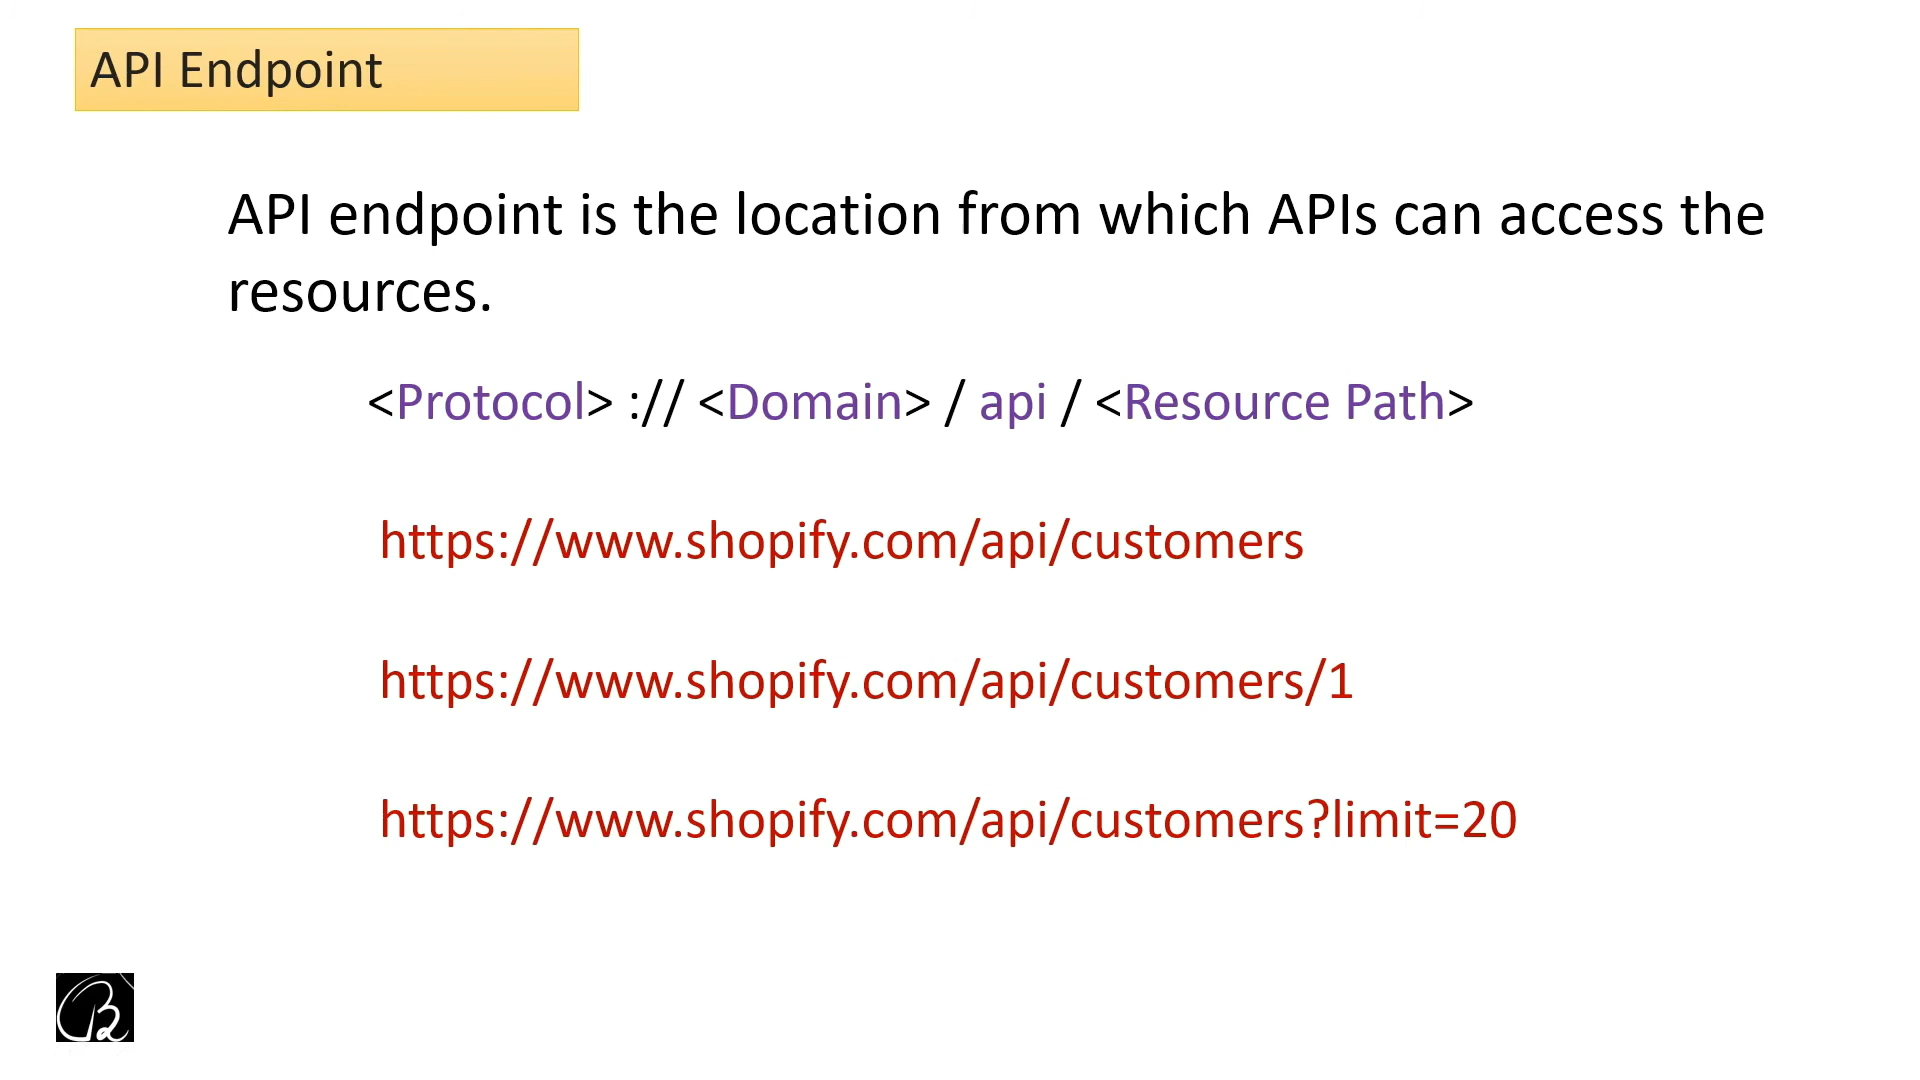 API Endpoint
API endpoint is the location from which APIs can access the
resources.
<Protocol> :// <Domain> / api / <Resource Path>
https://www.shopify.com/api/customers
https://www.shopify.com/api/customers/1
https://www.shopify.com/api/customers?limit=20